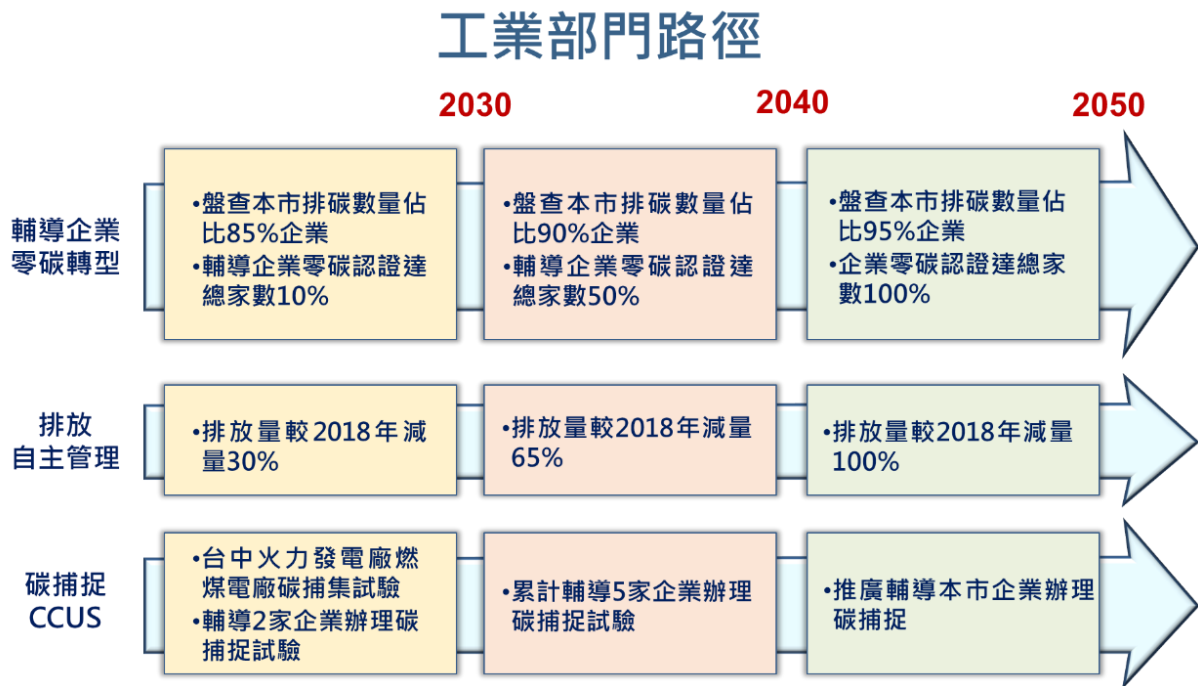 工業部門路徑
2030
2040
2050
輔導企業
零碳轉型
•盤查本市排碳數量佔
比85%企業
•輔導企業零碳認證達
總家數10%
•盤查本市排碳數量佔
比90%企業
•輔導企業零碳認證達
總家數50%
•盤查本市排碳數量佔
比95%企業
•企業零碳認證達總家
數100%
排放
自主管理
•排放量較2018年減
量30%
•排放量較2018年減量
65%
•排放量較2018年減量
100%
碳捕捉
CCUS
•台中火力發電廠燃
煤電廠碳捕集試驗
•輔導2家企業辦理碳
捕捉試驗
•累計輔導5家企業辦理
碳捕捉試驗
•推廣輔導本市企業辦理
碳捕捉